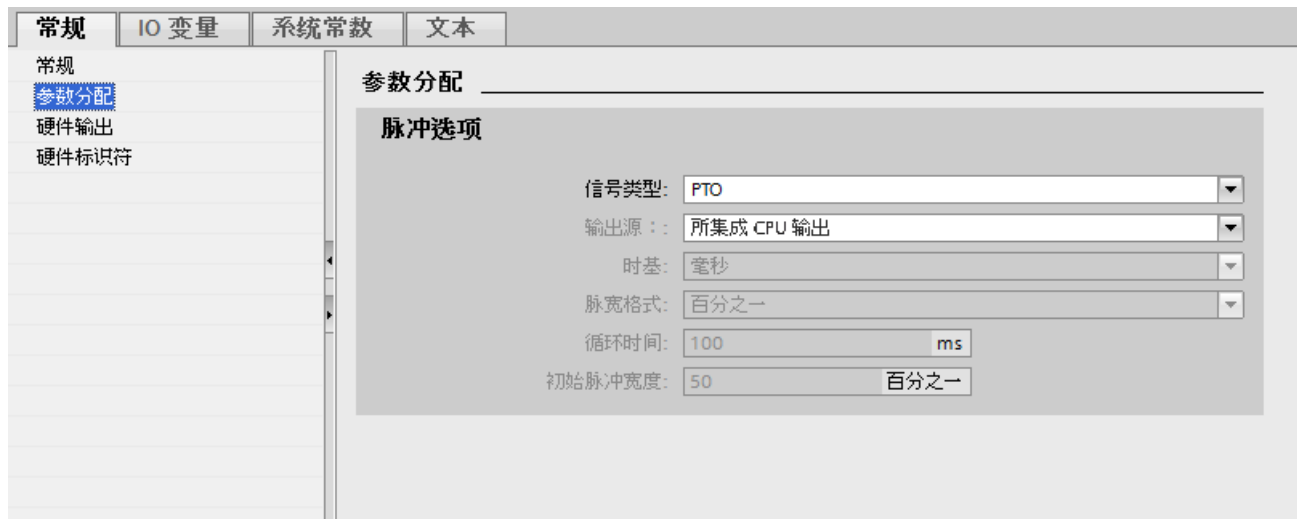 常规 IO 变量 系统常数 文本
常规
参数分配
硬件输出
硬件标识符
参数分配
脉冲选项
信号类型: PTO
输出源：: 所集成 CPU 输出
时基: 毫秒
脉宽格式: 百分之一
循环时间: 100 ms
初始脉冲宽度: 50 百分之一